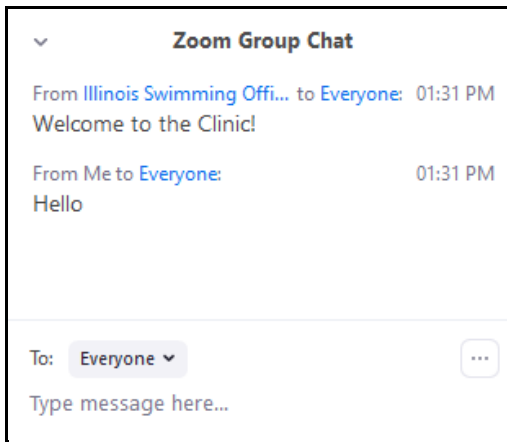 Zoom Group Chat
From Illinois Swimming Offi... to Everyone: 01:31 PM
Welcome to the Clinic!
From Me to Everyone: 01:31 PM
Hello
To: Everyone
Type message here...